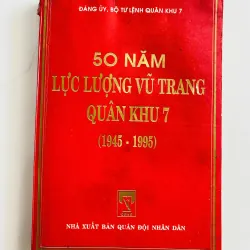 ĐẢNG ỦY, BỘ TƯ LỆNH QUÂN KHU 7
50 NĂM
LỰC LƯỢNG VŨ TRANG
QUÂN KHU 7
(1945 - 1995)
NHÀ XUẤT BẢN QUÂN ĐỘI NHÂN DÂN